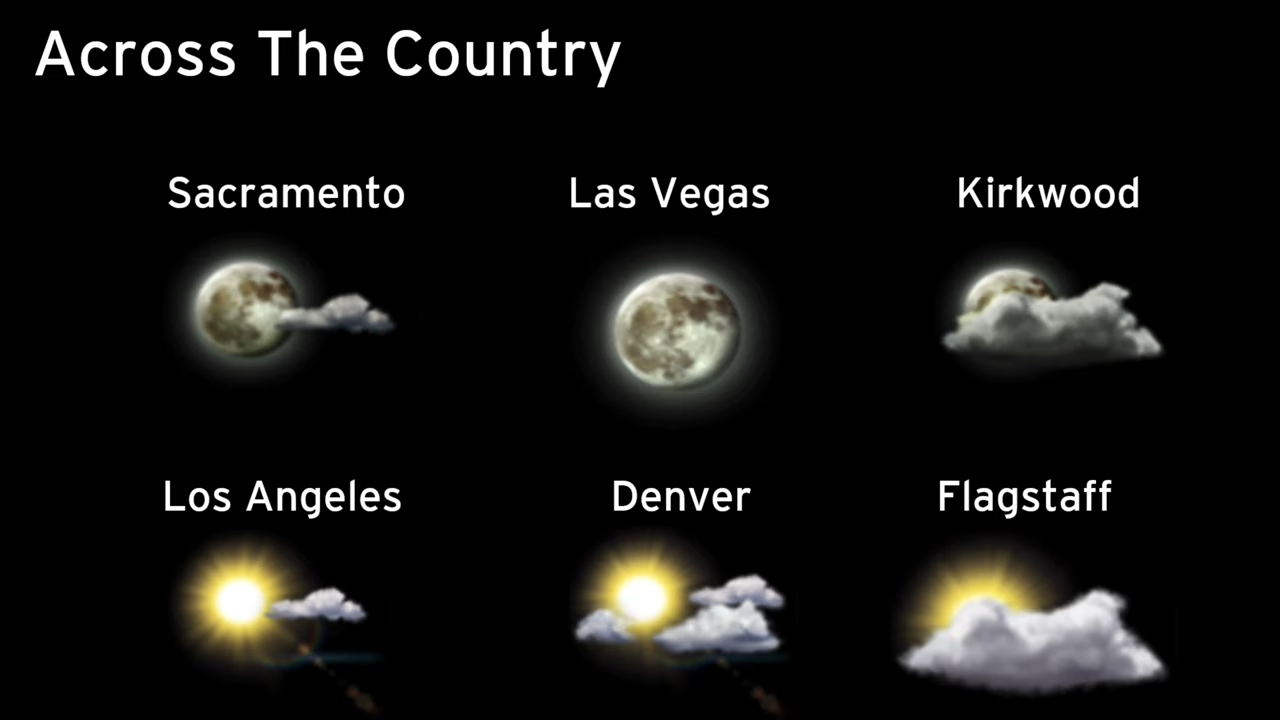 Across The Country
Sacramento
Las Vegas
Kirkwood
Los Angeles
Denver
Flagstaff